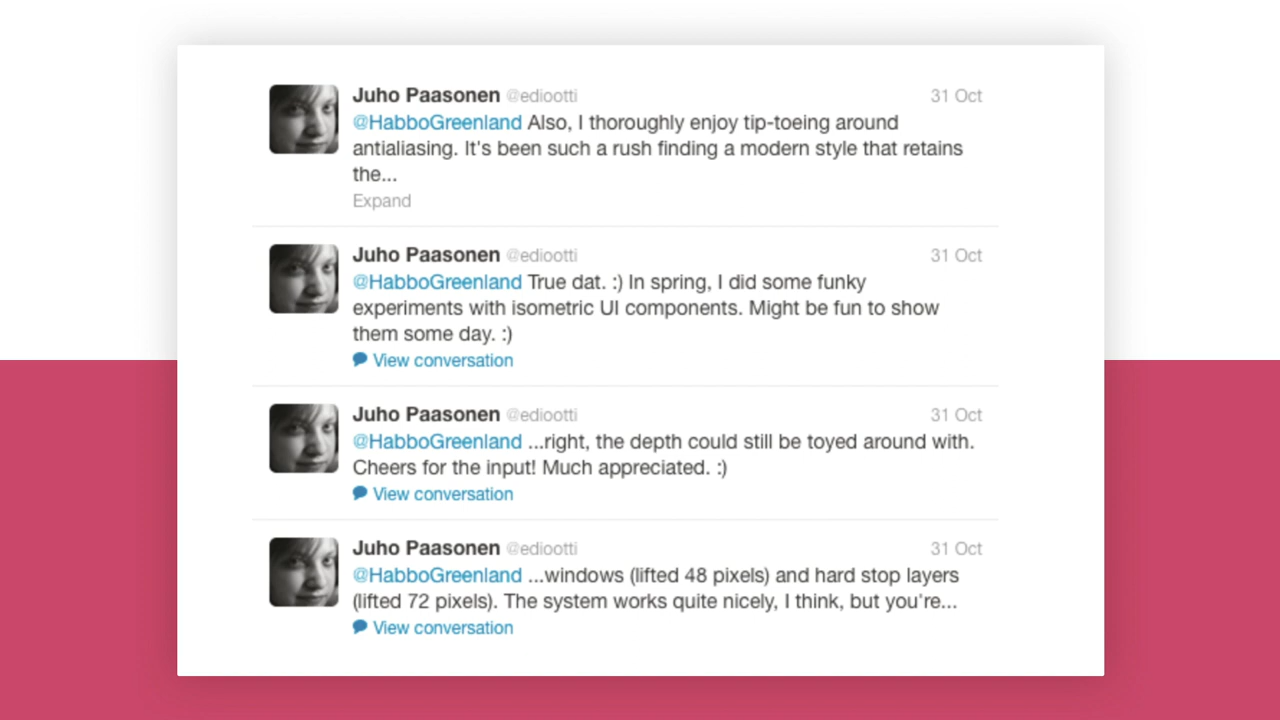 Juho Paasonen @ediootti 31 Oct
@HabboGreenland Also, I thoroughly enjoy tip-toeing around
antialiasing. It's been such a rush finding a modern style that retains
the...
Expand
Juho Paasonen @ediootti 31 Oct
@HabboGreenland True dat. :) In spring, I did some funky
experiments with isometric UI components. Might be fun to show
them some day. :)
View conversation
Juho Paasonen @ediootti 31 Oct
@HabboGreenland ...right, the depth could still be toyed around with.
Cheers for the input! Much appreciated. :)
View conversation
Juho Paasonen @ediootti 31 Oct
@HabboGreenland ...windows (lifted 48 pixels) and hard stop layers
(lifted 72 pixels). The system works quite nicely, I think, but you're...
View conversation